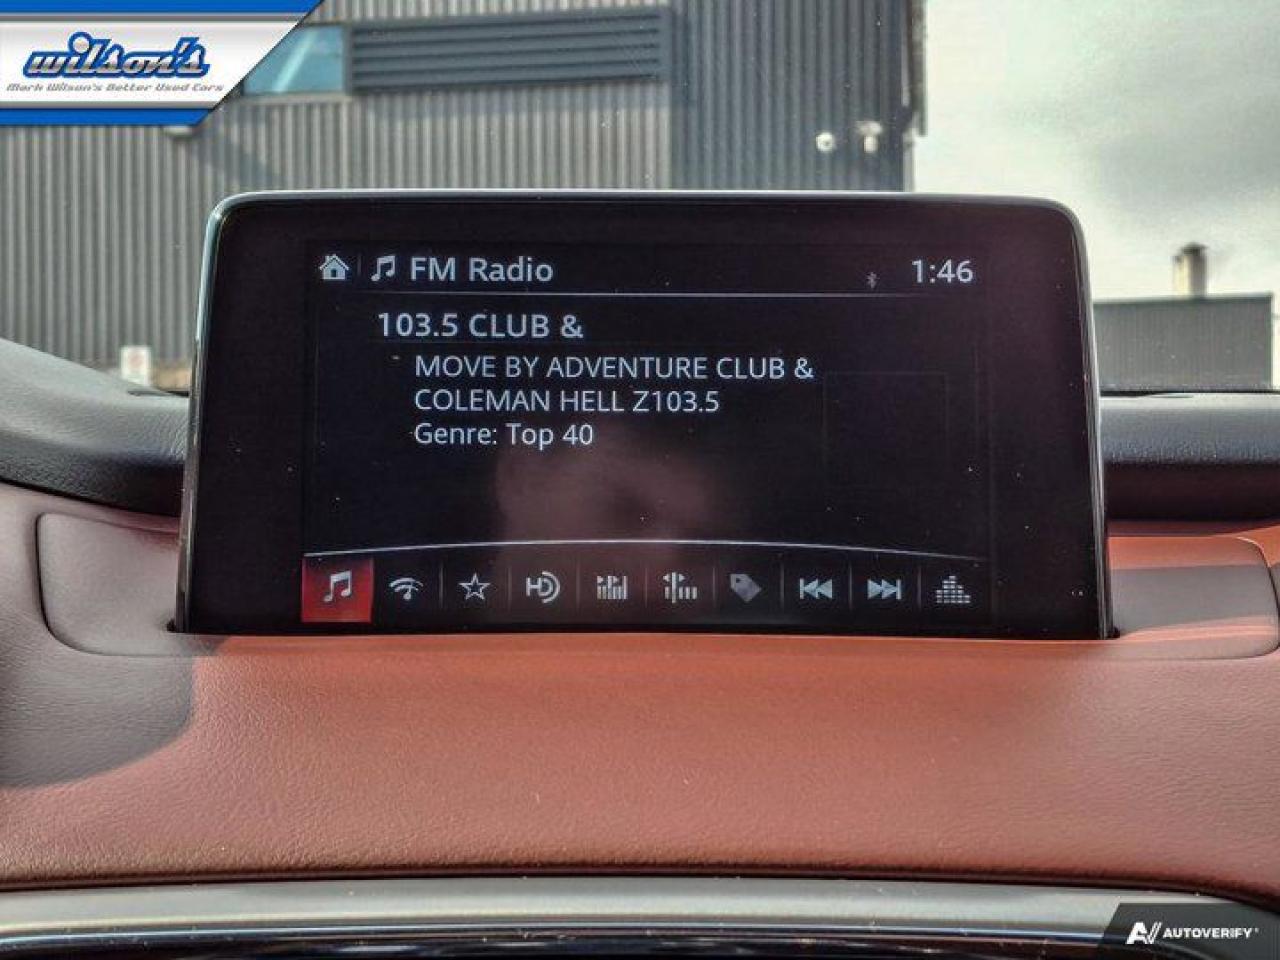 wilson's
Mark Wilson's Better Used Cars
FM Radio
1:46
103.5 CLUB &
MOVE BY ADVENTURE CLUB &
COLEMAN HELL Z103.5
Genre: Top 40
HD
AUTOVERIFY